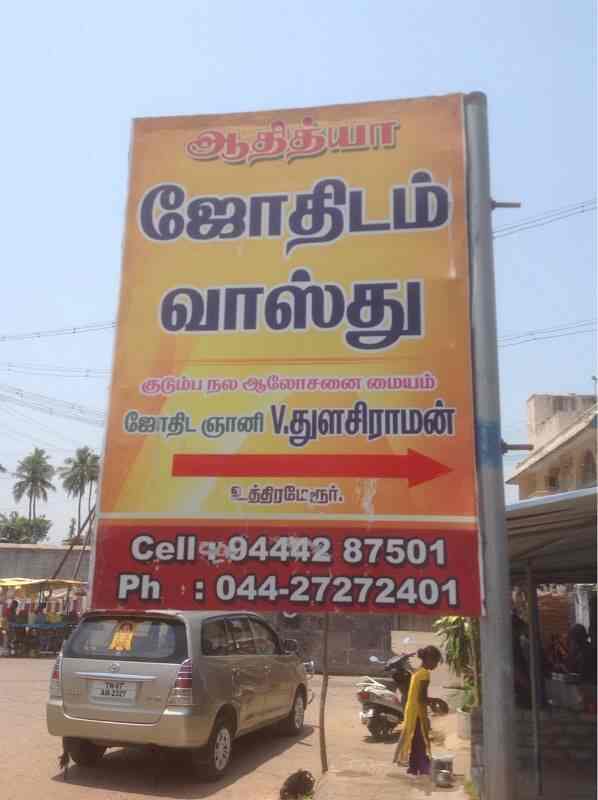 ஆதித்யா
ஜோதிடம்
வாஸ்து
குடும்ப நல ஆலோசனை மையம்
ஜோதிட ஞானி V.துளசிராமன்
உத்திரமேரூர்.
Cell : 94442 87501
Ph : 044-27272401